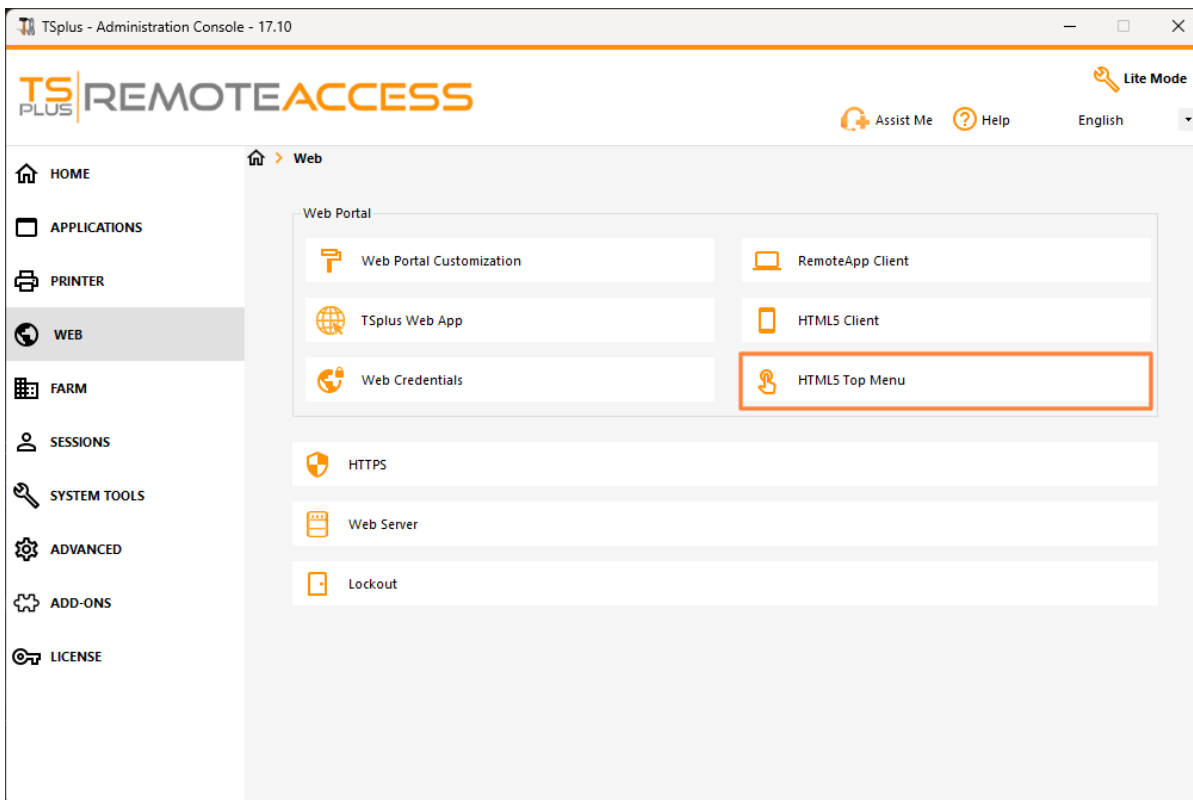 TSplus - Administration Console - 17.10
TS PLUS REMOTEACCESS
Lite Mode
Assist Me
Help
English
HOME
APPLICATIONS
PRINTER
WEB
FARM
SESSIONS
SYSTEM TOOLS
ADVANCED
ADD-ONS
LICENSE
Web
Web Portal
Web Portal Customization
RemoteApp Client
TSplus Web App
HTML5 Client
Web Credentials
HTML5 Top Menu
HTTPS
Web Server
Lockout